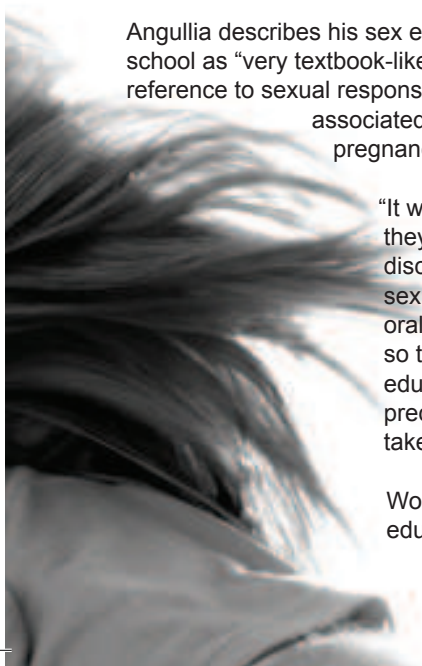 Angullia describes his sex e
school as “very textbook-like
reference to sexual respons
associated
pregnanc
“It w
they
disc
sex
oral
so t
edu
prec
take
Wo
edu